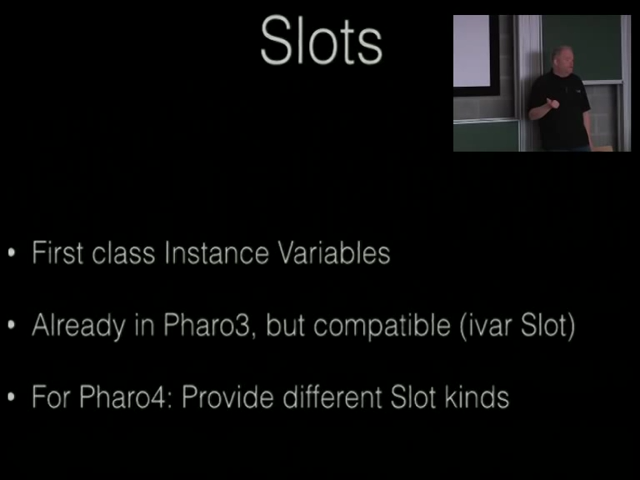 Slots
• First class Instance Variables
• Already in Pharo3, but compatible (ivar Slot)
• For Pharo4: Provide different Slot kinds